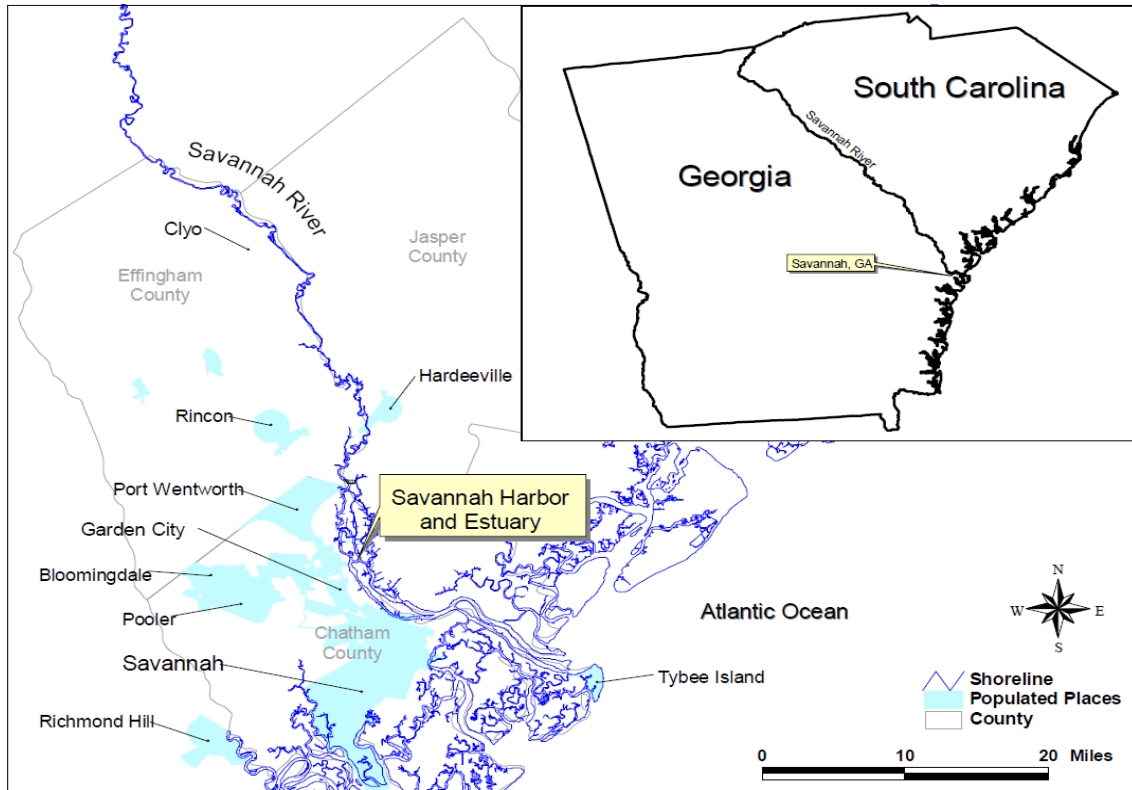 South Carolina
Savannah River
Georgia
Savannah, GA
Savannah River
Clyo
Jasper
County
Effingham
County
Hardeeville
Rincon
Port Wentworth
Savannah Harbor
and Estuary
Garden City
Bloomingdale
Pooler
Chatham
County
Savannah
Richmond Hill
Atlantic Ocean
Tybee Island
N
W
E
S
Shoreline
Populated Places
County
0 10 20 Miles